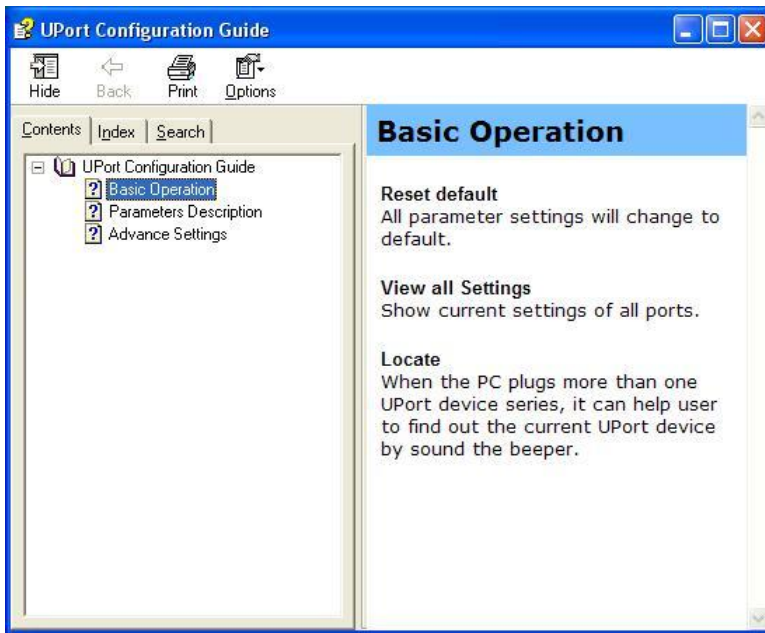 UPort Configuration Guide
Hide Back Print Options
Contents Index Search
UPort Configuration Guide
Basic Operation
Parameters Description
Advance Settings
Basic Operation
Reset default
All parameter settings will change to
default.
View all Settings
Show current settings of all ports.
Locate
When the PC plugs more than one
UPort device series, it can help user
to find out the current UPort device
by sound the beeper.